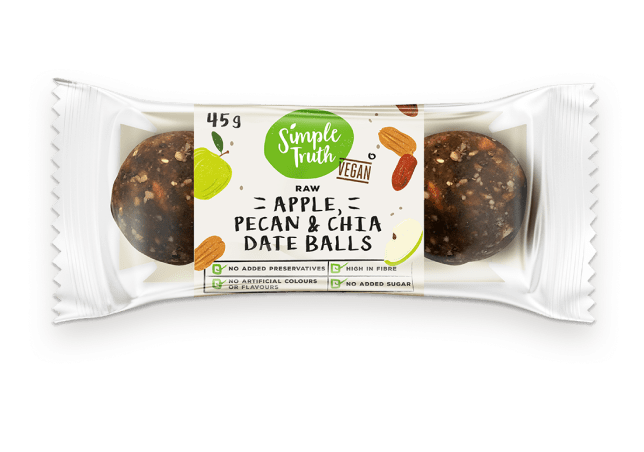 45g
Simple
Truth
VEGAN
RAW
APPLE,
PECAN & CHIA
DATE BALLS
NO ADDED PRESERVATIVES
HIGH IN FIBRE
NO ARTIFICIAL COLOURS
OR FLAVOURS
NO ADDED SUGAR